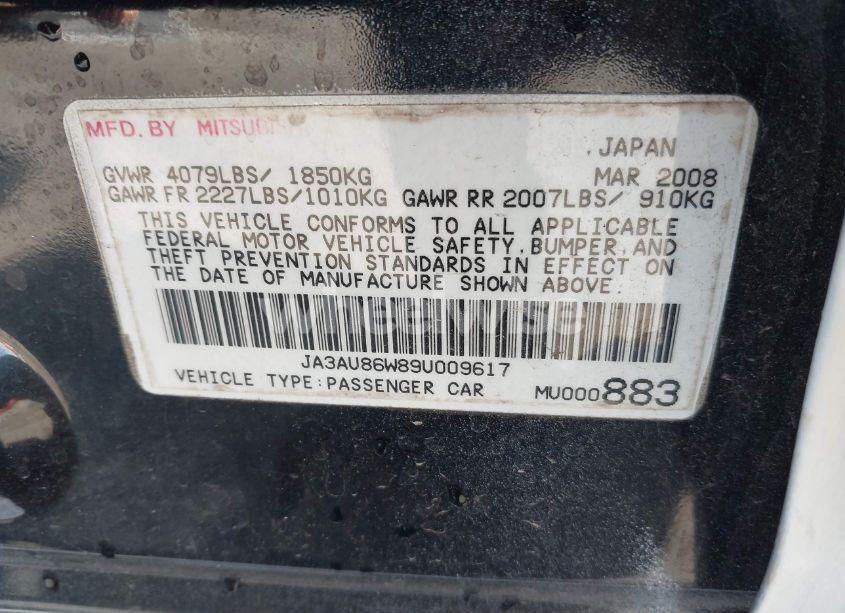 MFD. BY MITSUBI
. JAPAN
GVWR 4079LBS/ 1850KG MAR 2008
GAWR FR 2227LBS/1010KG GAWR RR 2007LBS/ 910KG
THIS VEHICLE CONFORMS TO ALL APPLICABLE
FEDERAL MOTOR VEHICLE SAFETY, BUMPER, AND
THEFT PREVENTION STANDARDS IN EFFECT ON
THE DATE OF MANUFACTURE SHOWN ABOVE.
JA3AU86W89U009617
VEHICLE TYPE:PASSENGER CAR MU000883